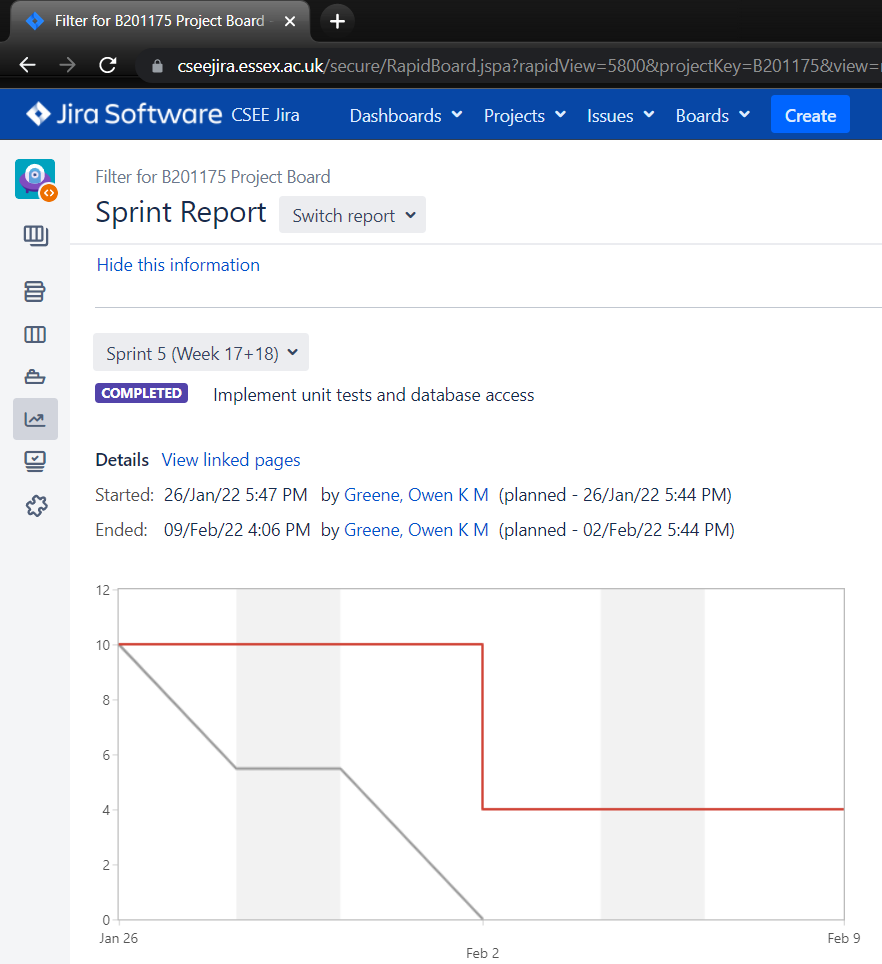 Filter for B201175 Project Board
cseejira.essex.ac.uk/secure/RapidBoard.jspa?rapidView=5800&projectKey=B201175&view=
Jira Software CSEE Jira Dashboards Projects Issues Boards Create
Filter for B201175 Project Board
Sprint Report Switch report
Hide this information
Sprint 5 (Week 17+18)
COMPLETED Implement unit tests and database access
Details View linked pages
Started: 26/Jan/22 5:47 PM by Greene, Owen K M (planned - 26/Jan/22 5:44 PM)
Ended: 09/Feb/22 4:06 PM by Greene, Owen K M (planned - 02/Feb/22 5:44 PM)
12
10
8
6
4
2
0
Jan 26 Feb 2 Feb 9